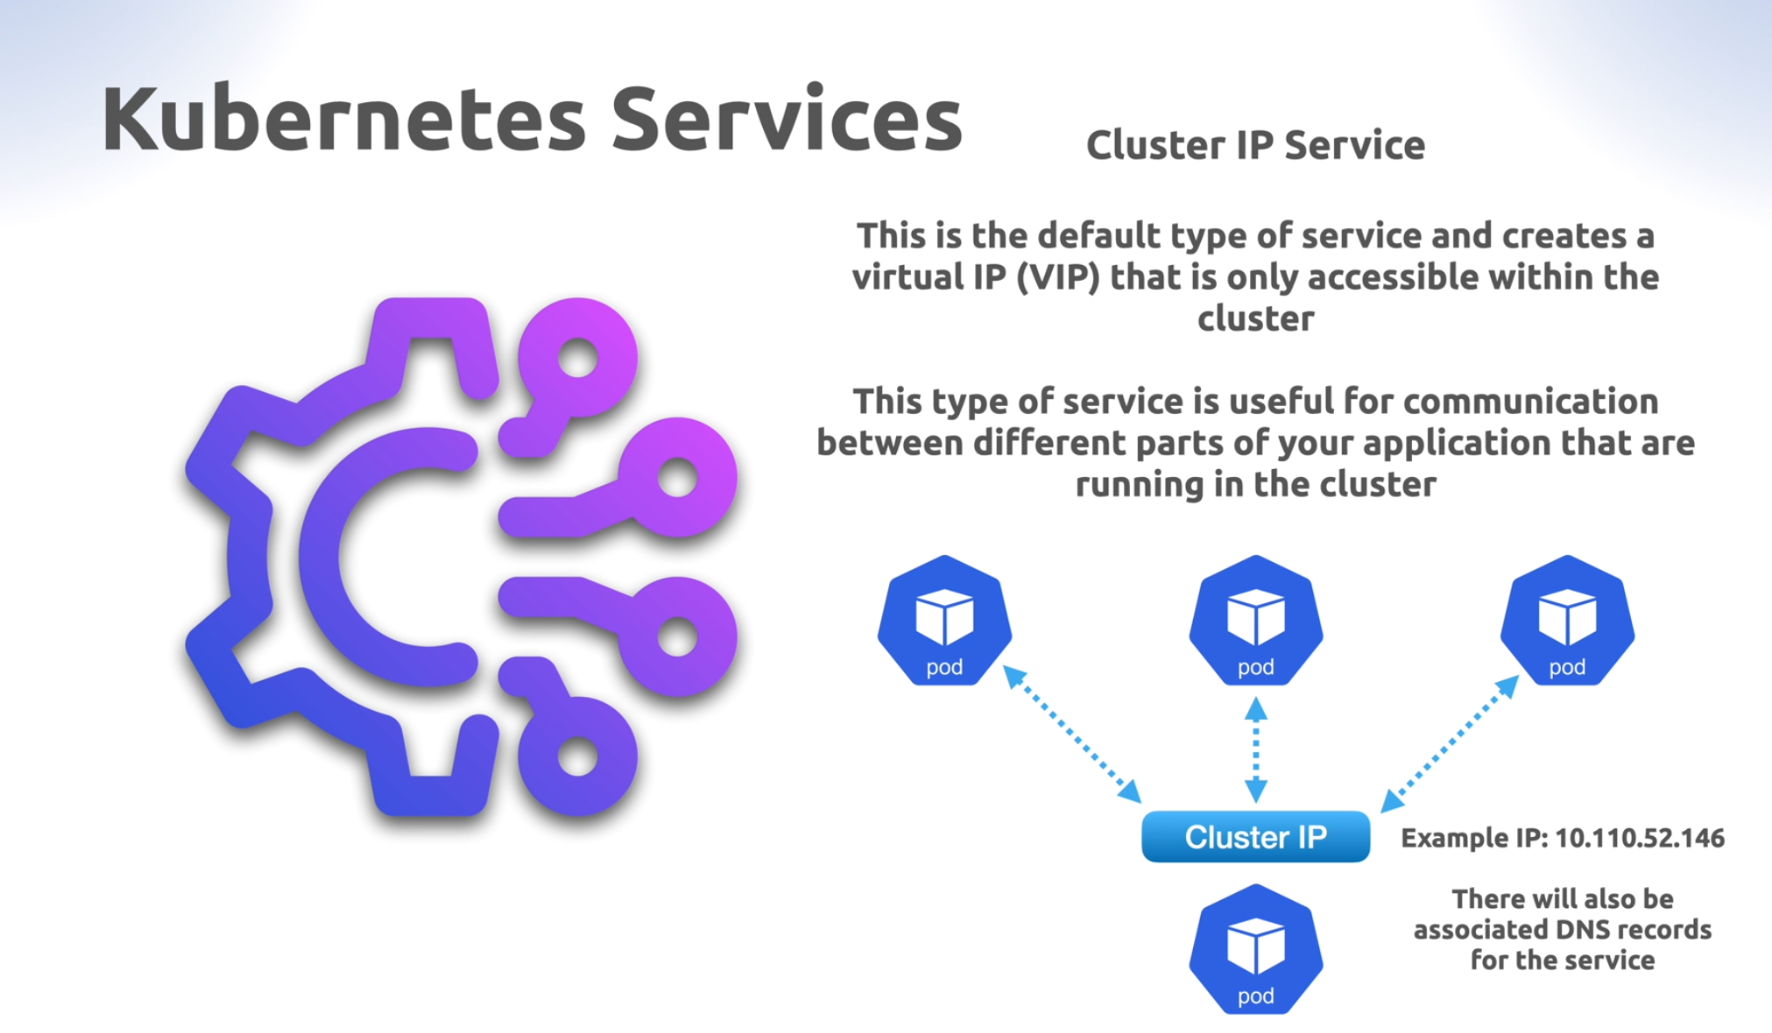 Kubernetes Services
Cluster IP Service
This is the default type of service and creates a
virtual IP (VIP) that is only accessible within the
cluster
This type of service is useful for communication
between different parts of your application that are
running in the cluster
pod
pod
pod
Cluster IP
Example IP: 10.110.52.146
There will also be
associated DNS records
for the service
pod